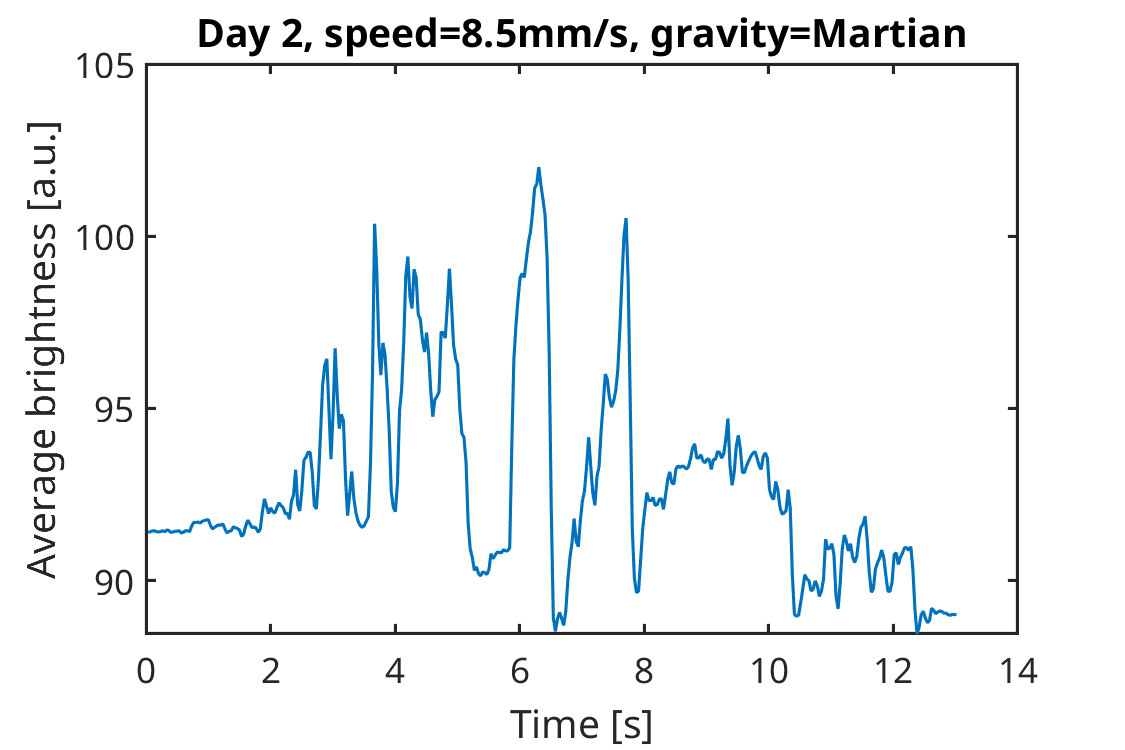 Day 2, speed=8.5mm/s, gravity=Martian
105
100
95
90
Average brightness [a.u.]
0 2 4 6 8 10 12 14
Time [s]